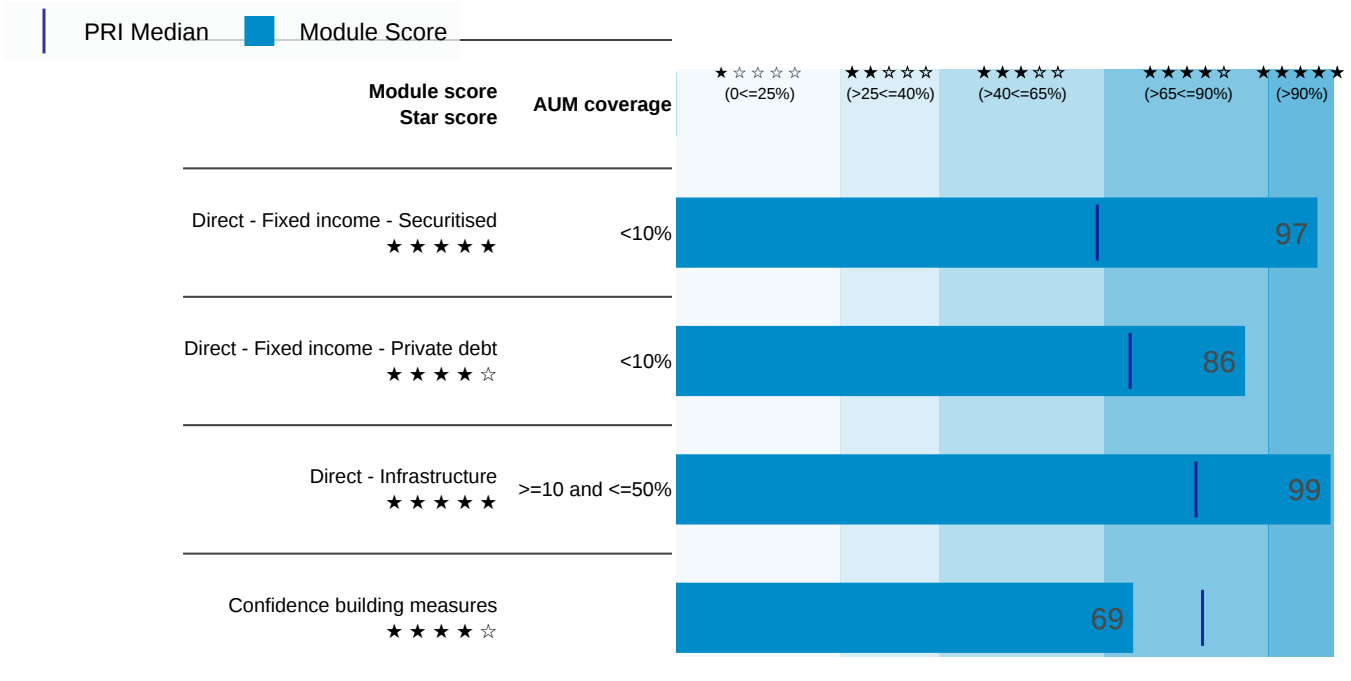 PRI Median Module Score
★ ☆ ☆ ☆ ☆ ★ ★ ☆ ☆ ☆ ★ ★ ★ ☆ ☆ ★ ★ ★ ★ ☆ ★ ★ ★ ★ ★
(0<=25%) (>25<=40%) (>40<=65%) (>65<=90%) (>90%)
Module score
Star score
AUM coverage
Direct - Fixed income - Securitised
★ ★ ★ ★ ★
<10%
97
Direct - Fixed income - Private debt
★ ★ ★ ★ ☆
<10%
86
Direct - Infrastructure
★ ★ ★ ★ ★
>=10 and <=50%
99
Confidence building measures
★ ★ ★ ★ ☆
69